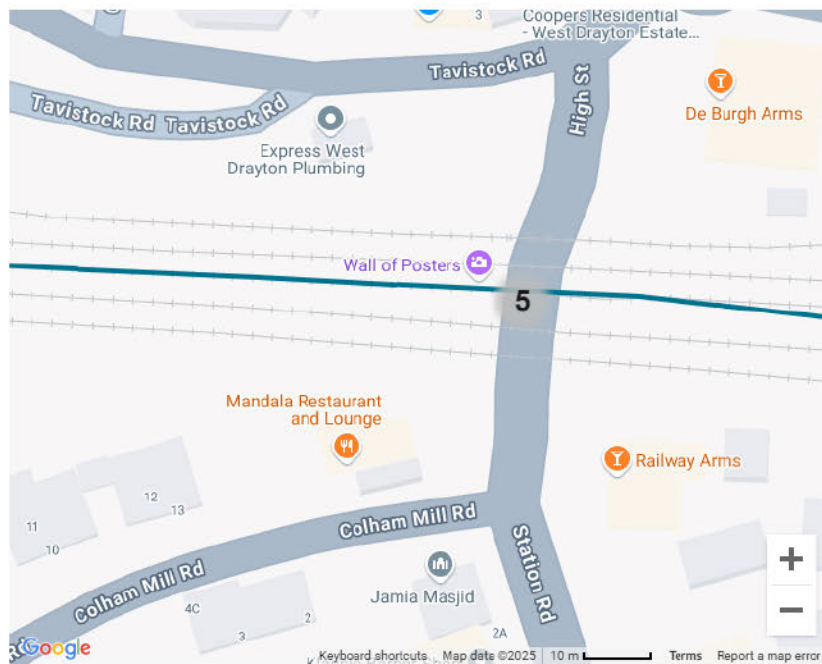 3
Coopers Residential
- West Drayton Estate...
Tavistock Rd
High St
De Burgh Arms
Tavistock Rd
Tavistock Rd
Express West
Drayton Plumbing
Wall of Posters
5
Mandala Restaurant
and Lounge
Railway Arms
12
13
11
10
Colham Mill Rd
Station Rd
Colham Mill Rd
Jamia Masjid
4C
2
3
2A
+
−
Google
Keyboard shortcuts
Map data ©2025
10 m
Terms
Report a map error